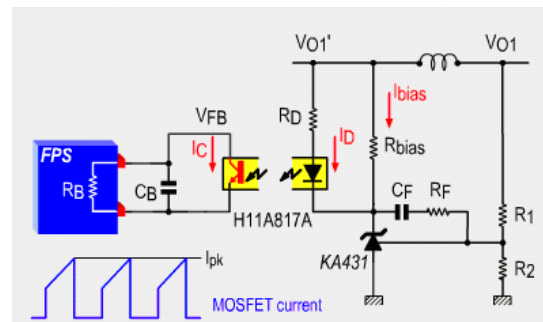 VO1'
VO1
Ibias
RD
VFB
Rbias
FPS
IC
ID
RB
CB
CF
RF
R1
H11A817A
KA431
R2
Ipk
MOSFET current